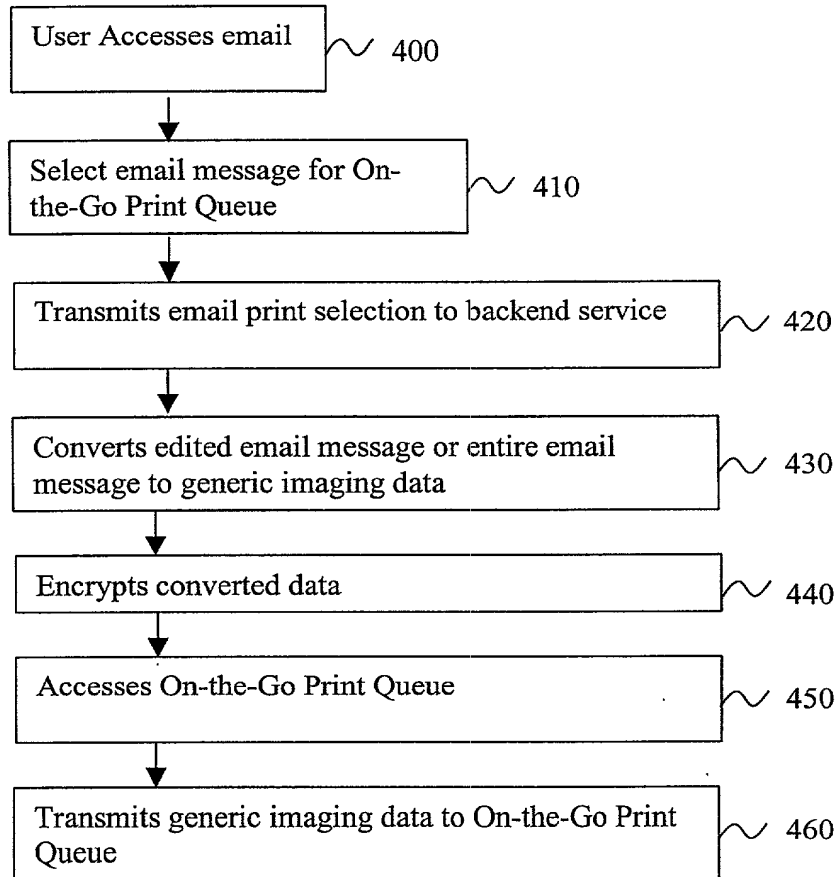 User Accesses email
400
Select email message for On-
the-Go Print Queue
410
Transmits email print selection to backend service
420
Converts edited email message or entire email
message to generic imaging data
430
Encrypts converted data
440
Accesses On-the-Go Print Queue
450
Transmits generic imaging data to On-the-Go Print
Queue
460